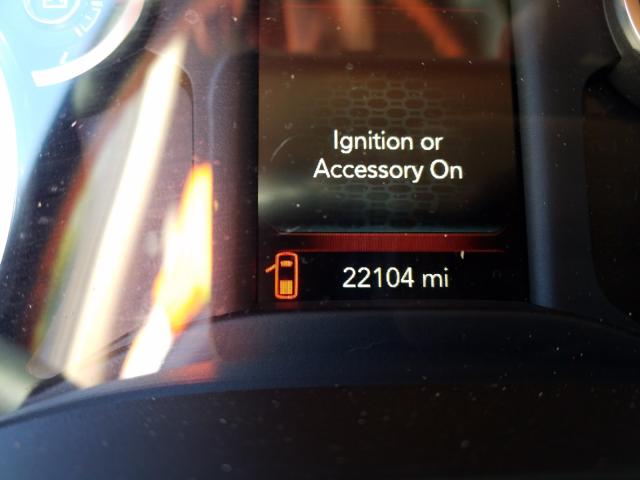 Ignition or
Accessory On
22104 mi